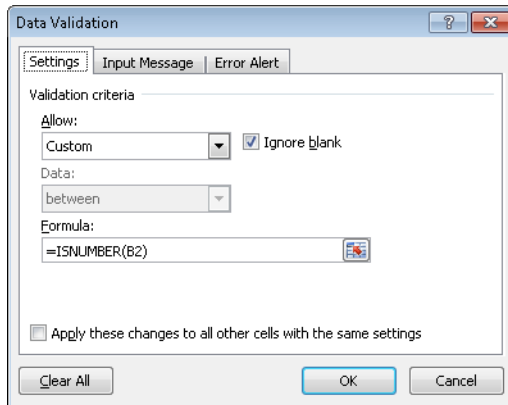 Data Validation
Settings Input Message Error Alert
Validation criteria
Allow:
Custom Ignore blank
Data:
between
Formula:
=ISNUMBER(B2)
Apply these changes to all other cells with the same settings
Clear All OK Cancel